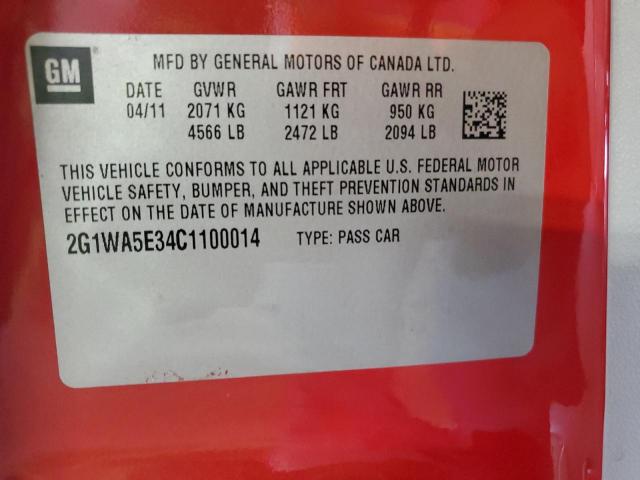 GM
MFD BY GENERAL MOTORS OF CANADA LTD.
DATE GVWR GAWR FRT GAWR RR
04/11 2071 KG 1121 KG 950 KG
4566 LB 2472 LB 2094 LB
THIS VEHICLE CONFORMS TO ALL APPLICABLE U.S. FEDERAL MOTOR
VEHICLE SAFETY, BUMPER, AND THEFT PREVENTION STANDARDS IN
EFFECT ON THE DATE OF MANUFACTURE SHOWN ABOVE.
2G1WA5E34C1100014 TYPE: PASS CAR